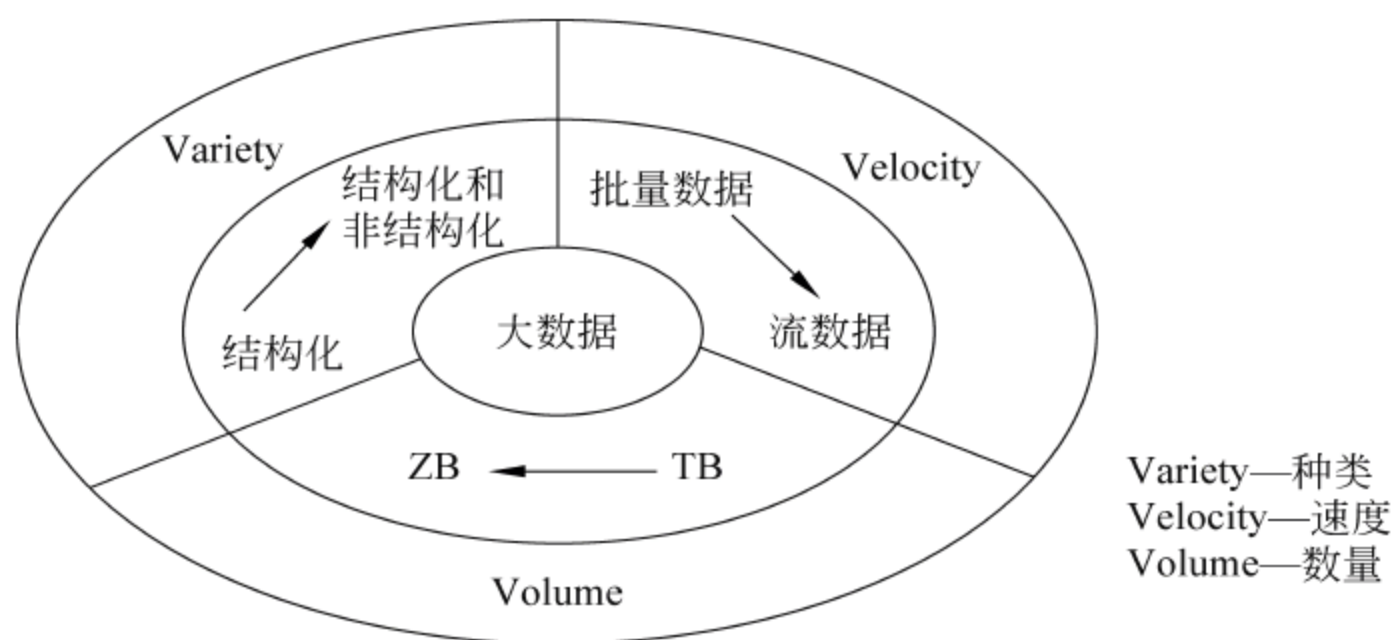 Variety
Velocity
结构化和
非结构化
批量数据
结构化
大数据
流数据
ZB
TB
Volume
Variety—种类
Velocity—速度
Volume—数量